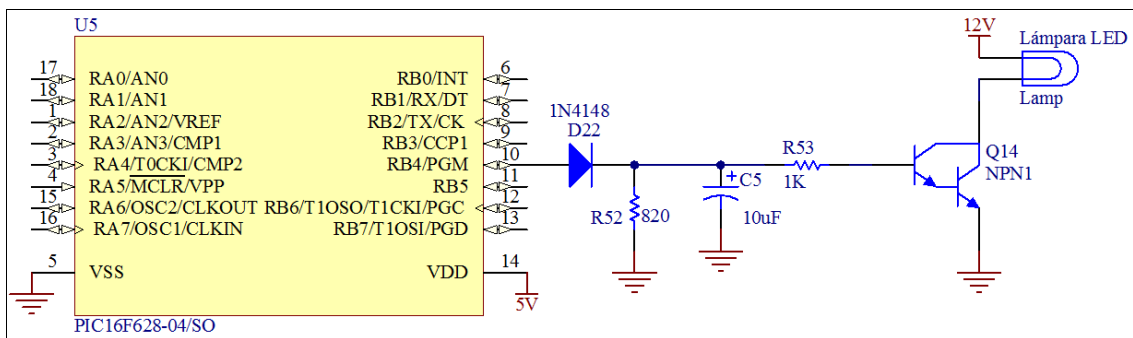 U5
12V
Lámpara LED
Lamp
17 RA0/AN0 RB0/INT 6
18 RA1/AN1 RB1/RX/DT 7
1 RA2/AN2/VREF RB2/TX/CK 8
2 RA3/AN3/CMP1 RB3/CCP1 9
3 RA4/T0CKI/CMP2 RB4/PGM 10
4 RA5/MCLR/VPP RB5 11
15 RA6/OSC2/CLKOUT RB6/T1OSO/T1CKI/PGC 12
16 RA7/OSC1/CLKIN RB7/T1OSI/PGD 13
5 VSS VDD 14
5V
PIC16F628-04/SO
1N4148
D22
R52 820
+ C5
10uF
R53
1K
Q14
NPN1